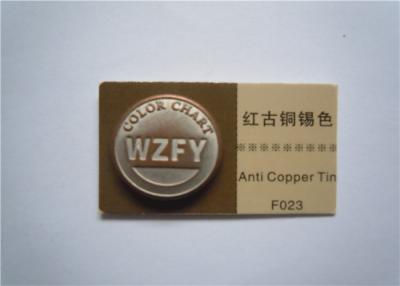 COLOR CHART
WZFY
红古铜锡色
※※※※※※※※※※
Anti Copper Tin
F023